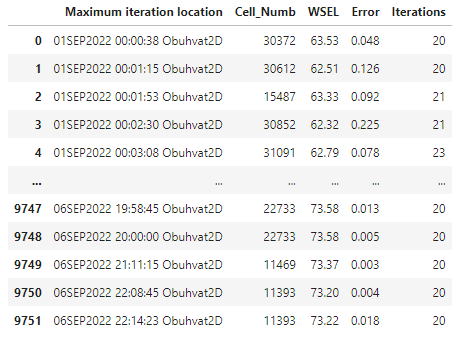 Maximum iteration location Cell_Numb WSEL Error Iterations
0 01SEP2022 00:00:38 Obuhvat2D 30372 63.53 0.048 20
1 01SEP2022 00:01:15 Obuhvat2D 30612 62.51 0.126 20
2 01SEP2022 00:01:53 Obuhvat2D 15487 63.33 0.092 21
3 01SEP2022 00:02:30 Obuhvat2D 30852 62.32 0.225 21
4 01SEP2022 00:03:08 Obuhvat2D 31091 62.79 0.078 23
... ... ... ... ... ...
9747 06SEP2022 19:58:45 Obuhvat2D 22733 73.58 0.013 20
9748 06SEP2022 20:00:00 Obuhvat2D 22733 73.58 0.005 20
9749 06SEP2022 21:11:15 Obuhvat2D 11469 73.37 0.003 20
9750 06SEP2022 22:08:45 Obuhvat2D 11393 73.20 0.004 20
9751 06SEP2022 22:14:23 Obuhvat2D 11393 73.22 0.018 20